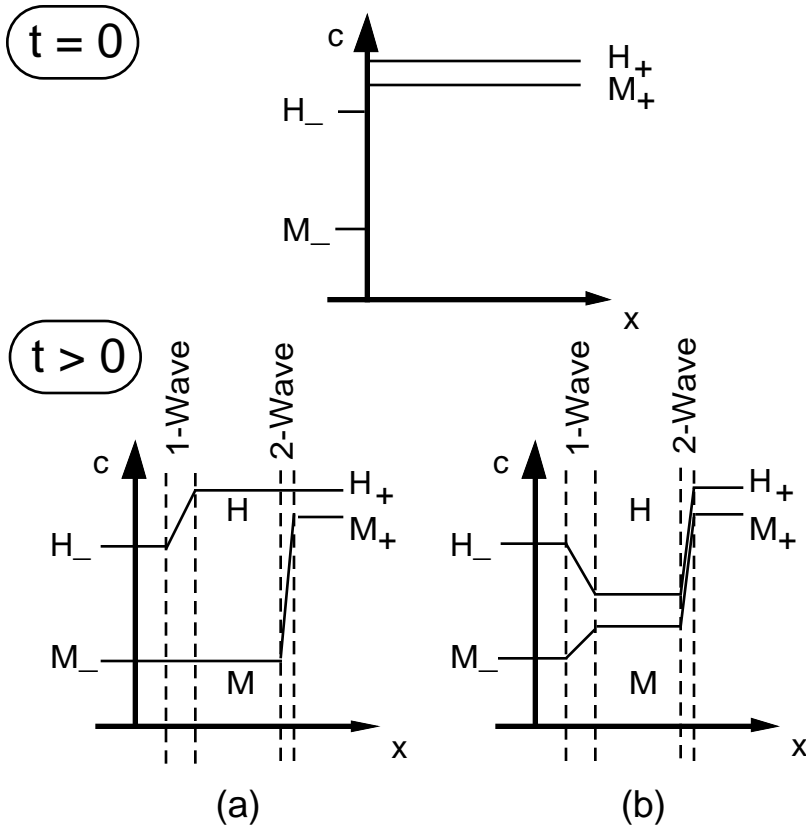 t = 0
c
H+
M+
H_
M_
x
t > 0
1-Wave
2-Wave
1-Wave
2-Wave
c
c
H+
H+
H
H
M+
M+
H_
H_
M_
M_
M
M
x
x
(a)
(b)